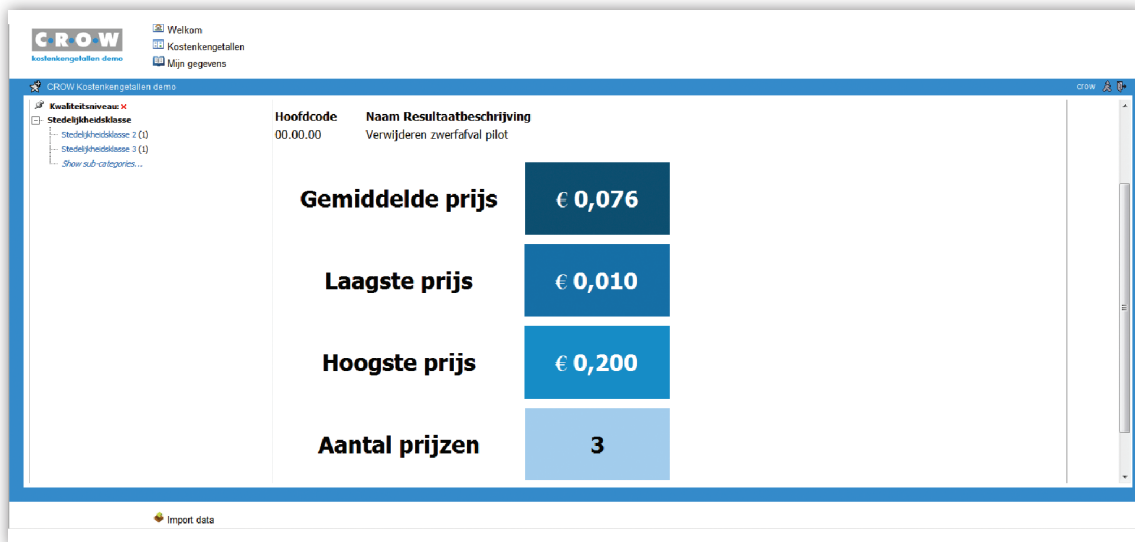 C·R·O·W
kostenkengetallen demo
Welkom
Kostenkengetallen
Mijn gegevens
CROW Kostenkengetallen demo
crow
Kwaliteitsniveau: ×
Stedelijkheidsklasse
Stedelijkheidsklasse 2 (1)
Stedelijkheidsklasse 3 (1)
Show sub-categories...
Hoofdcode Naam Resultaatbeschrijving
00.00.00 Verwijderen zwerfafval pilot
Gemiddelde prijs € 0,076
Laagste prijs € 0,010
Hoogste prijs € 0,200
Aantal prijzen 3
Import data